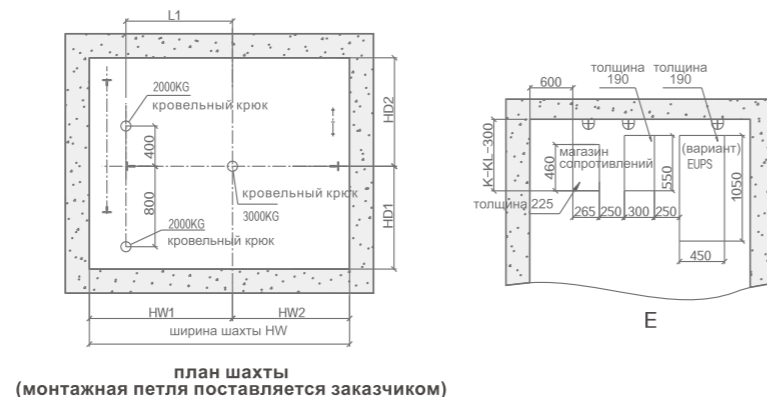 L1
2000KG
кровельный крюк
400
HD2
кровельный крюк
3000KG
800
2000KG
кровельный крюк
HD1
HW1
HW2
ширина шахты HW
план шахты
(монтажная петля поставляется заказчиком)
толщина
190
толщина
190
600
K-KL-300
460
магазин
сопротивлений
550
(вариант)
EUPS
1050
толщина 225
265
250
300
250
450
E